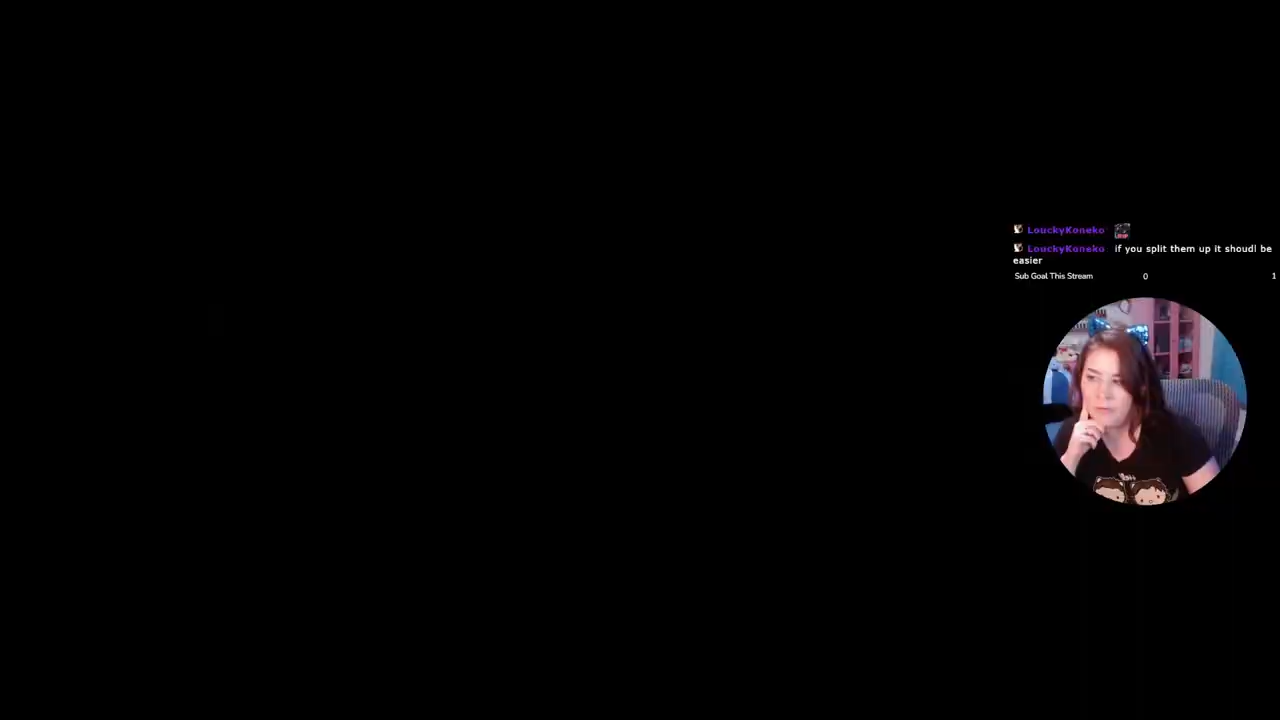 LouckyKoneko
LouckyKoneko if you split them up it shoudl be
easier
Sub Goal This Stream 0 1